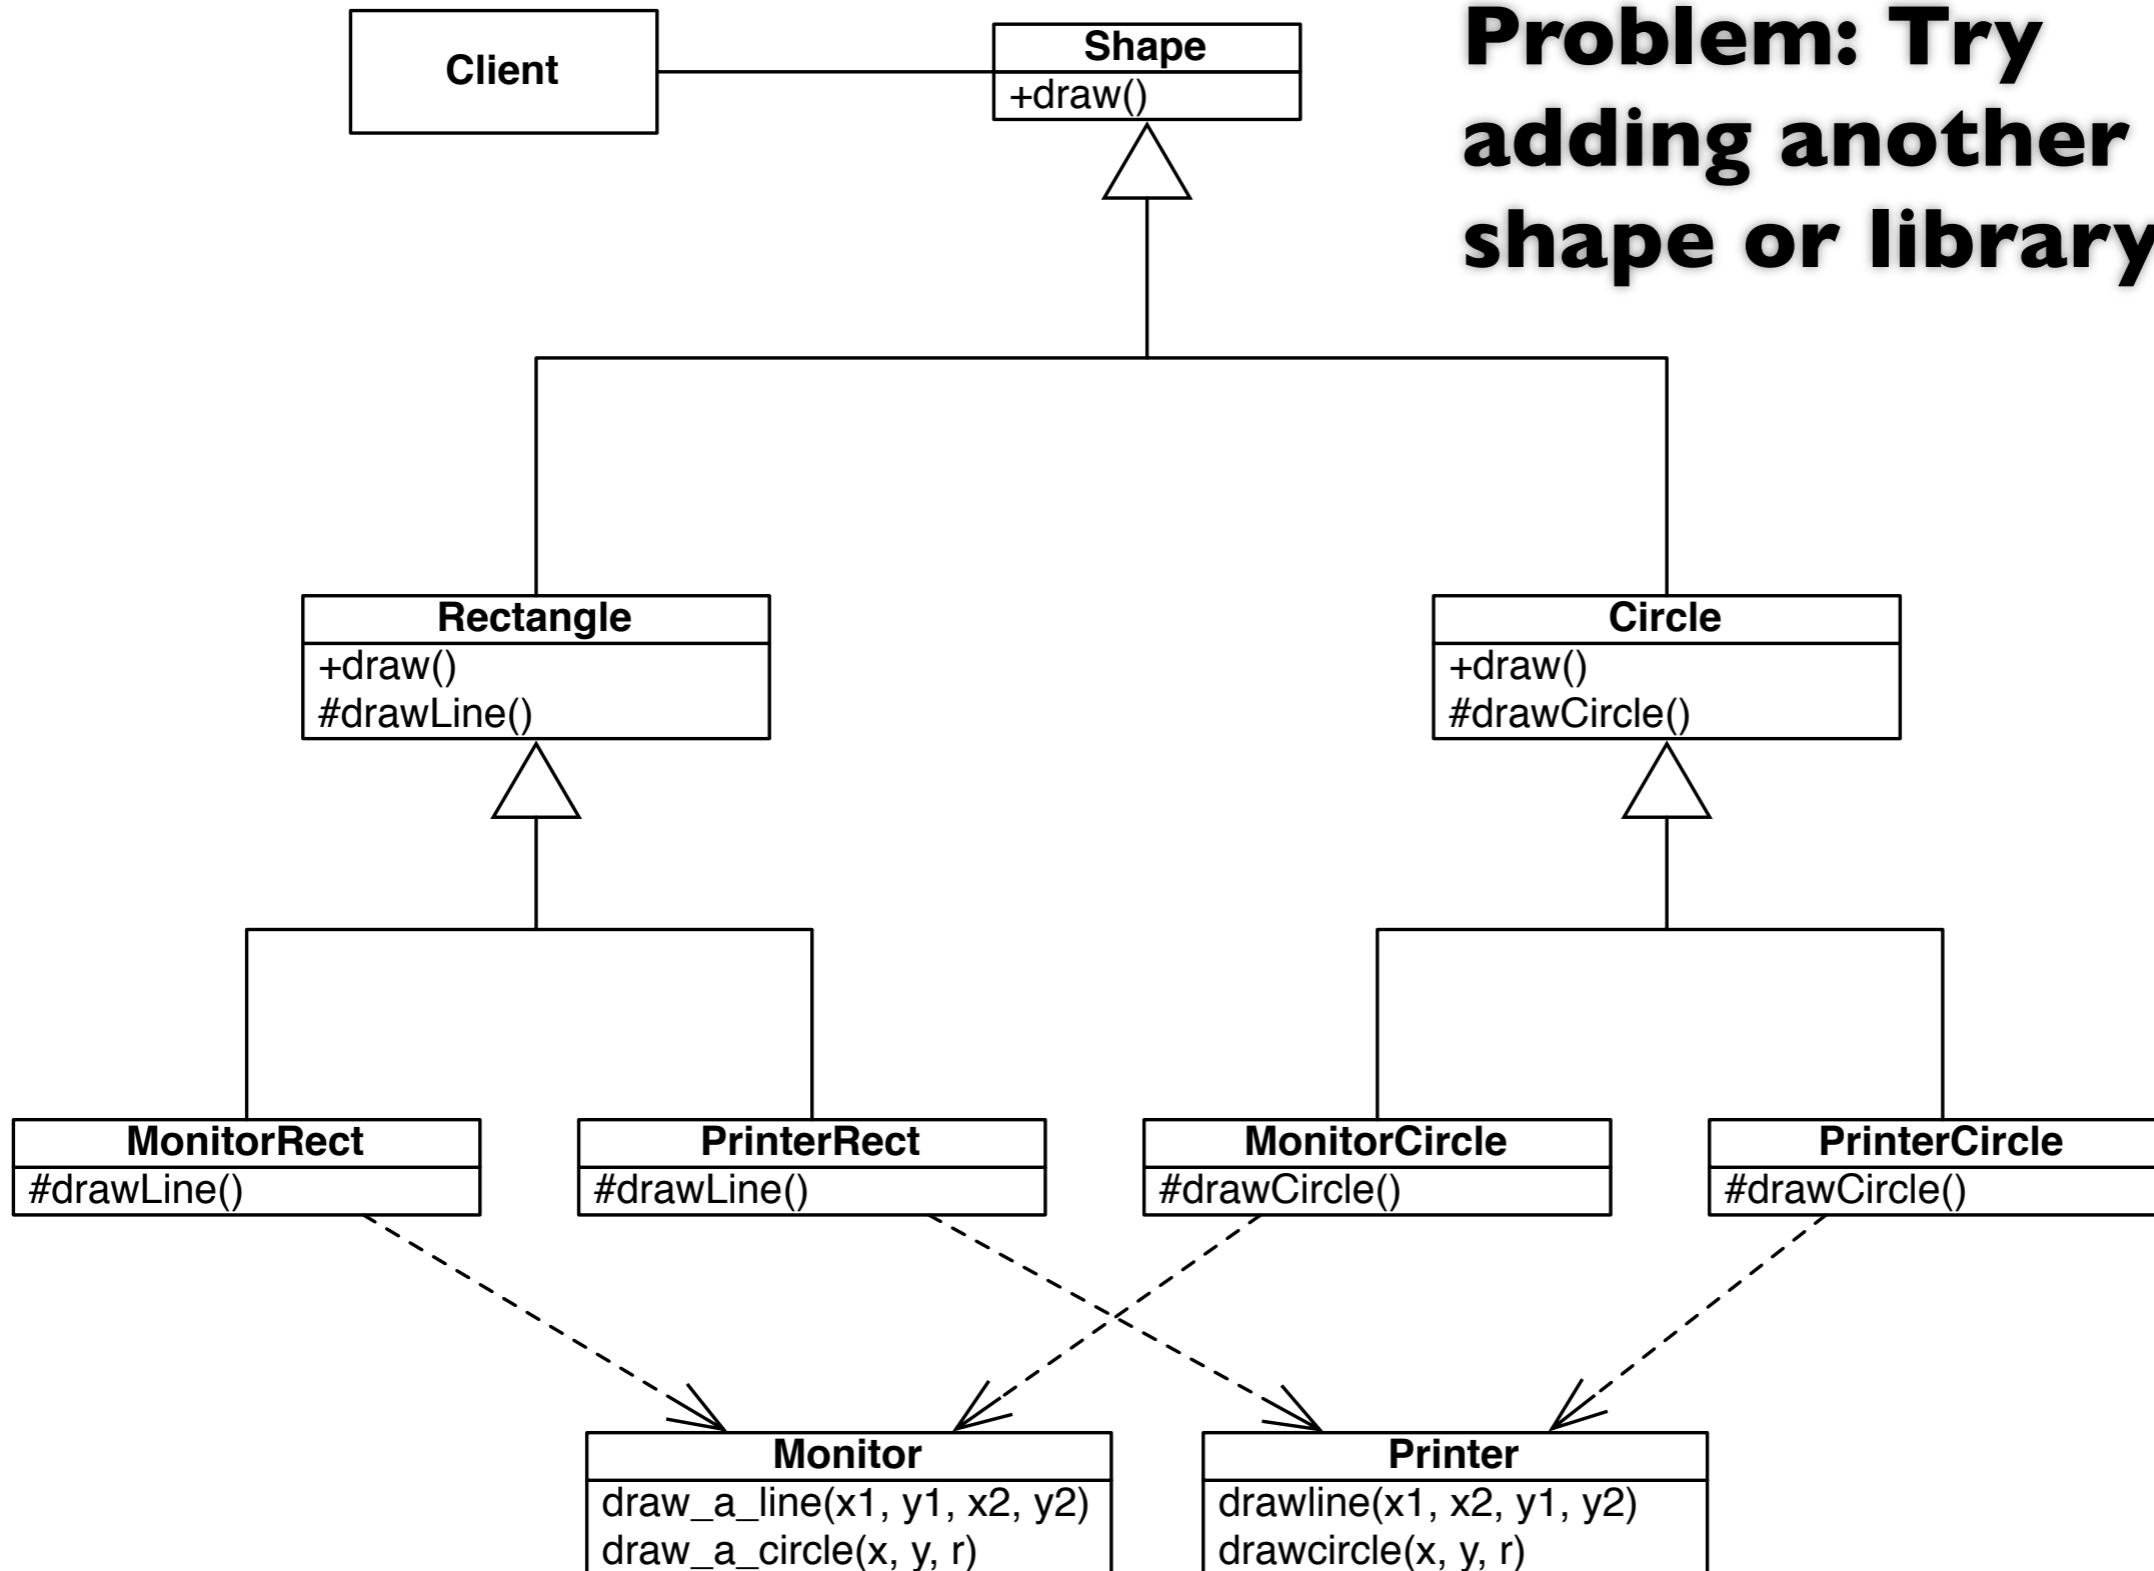 Problem: Try
adding another
shape or library
Client
Shape
+draw()
Rectangle
+draw()
#drawLine()
Circle
+draw()
#drawCircle()
MonitorRect
#drawLine()
PrinterRect
#drawLine()
MonitorCircle
#drawCircle()
PrinterCircle
#drawCircle()
Monitor
draw_a_line(x1, y1, x2, y2)
draw_a_circle(x, y, r)
Printer
drawline(x1, x2, y1, y2)
drawcircle(x, y, r)